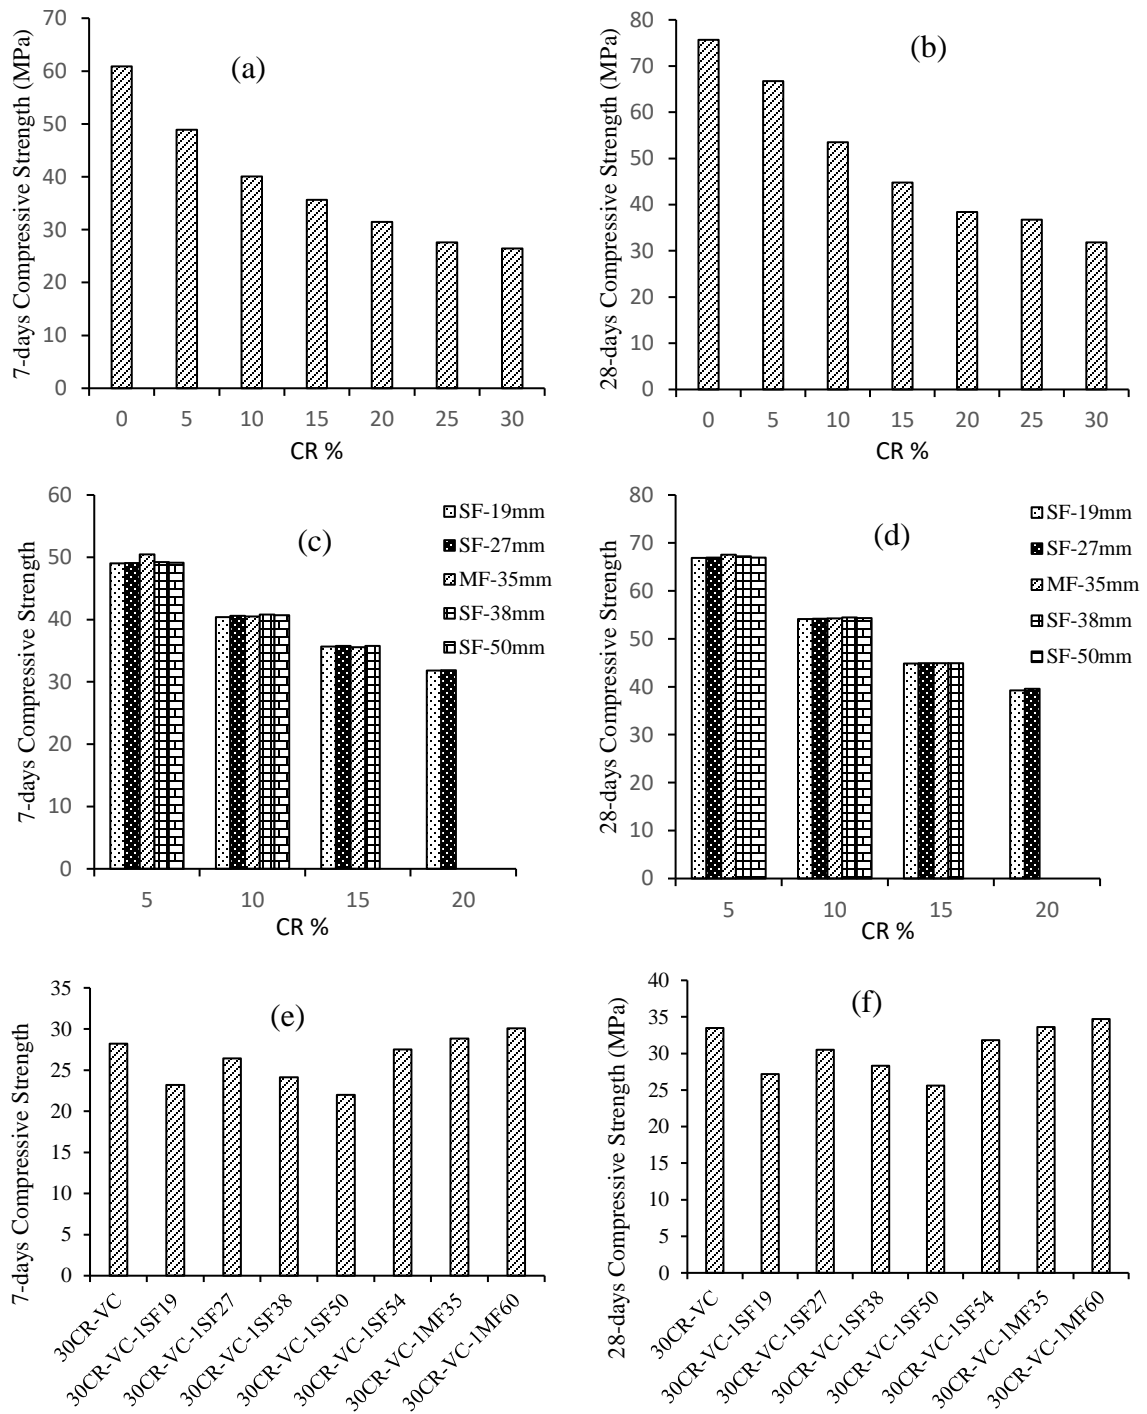 (a)
7-days Compressive Strength (MPa)
70
60
50
40
30
20
10
0
0 5 10 15 20 25 30
CR %
(b)
28-days Compressive Strength (MPa)
80
70
60
50
40
30
20
10
0
0 5 10 15 20 25 30
CR %
(c)
7-days Compressive Strength
60
50
40
30
20
10
0
5 10 15 20
CR %
SF-19mm
SF-27mm
MF-35mm
SF-38mm
SF-50mm
(d)
28-days Compressive Strength
80
70
60
50
40
30
20
10
0
5 10 15 20
CR %
SF-19mm
SF-27mm
MF-35mm
SF-38mm
SF-50mm
(e)
7-days Compressive Strength
35
30
25
20
15
10
5
0
30CR-VC
30CR-VC-1SF19
30CR-VC-1SF27
30CR-VC-1SF38
30CR-VC-1SF50
30CR-VC-1SF54
30CR-VC-1MF35
30CR-VC-1MF60
(f)
28-days Compressive Strength (MPa)
40
35
30
25
20
15
10
5
0
30CR-VC
30CR-VC-1SF19
30CR-VC-1SF27
30CR-VC-1SF38
30CR-VC-1SF50
30CR-VC-1SF54
30CR-VC-1MF35
30CR-VC-1MF60